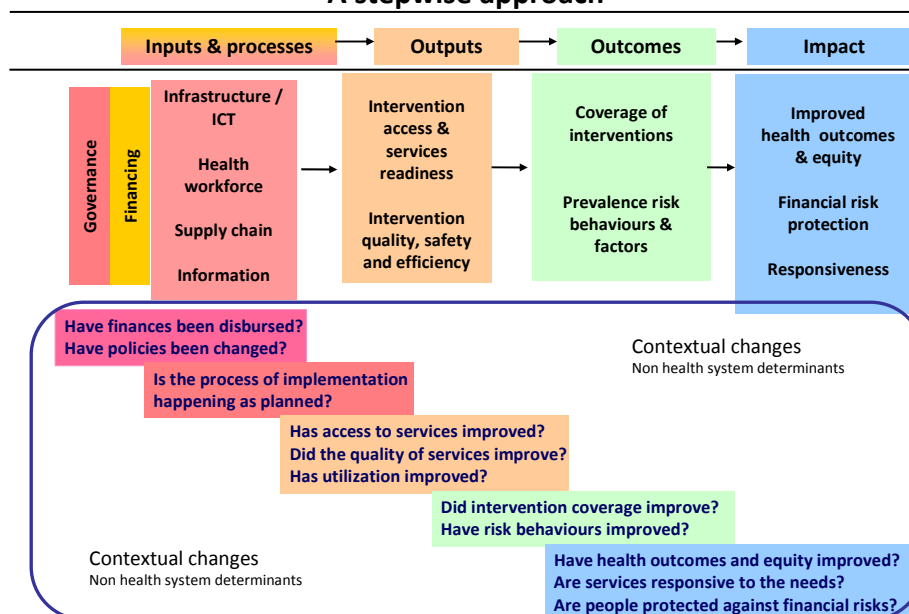 A stepwise approach
Inputs & processes
Outputs
Outcomes
Impact
Governance
Financing
Infrastructure /
ICT
Health
workforce
Supply chain
Information
Intervention
access &
services
readiness
Intervention
quality, safety
and efficiency
Coverage of
interventions
Prevalence risk
behaviours &
factors
Improved
health outcomes
& equity
Financial risk
protection
Responsiveness
Have finances been disbursed?
Have policies been changed?
Contextual changes
Non health system determinants
Is the process of implementation
happening as planned?
Has access to services improved?
Did the quality of services improve?
Has utilization improved?
Did intervention coverage improve?
Have risk behaviours improved?
Contextual changes
Non health system determinants
Have health outcomes and equity improved?
Are services responsive to the needs?
Are people protected against financial risks?